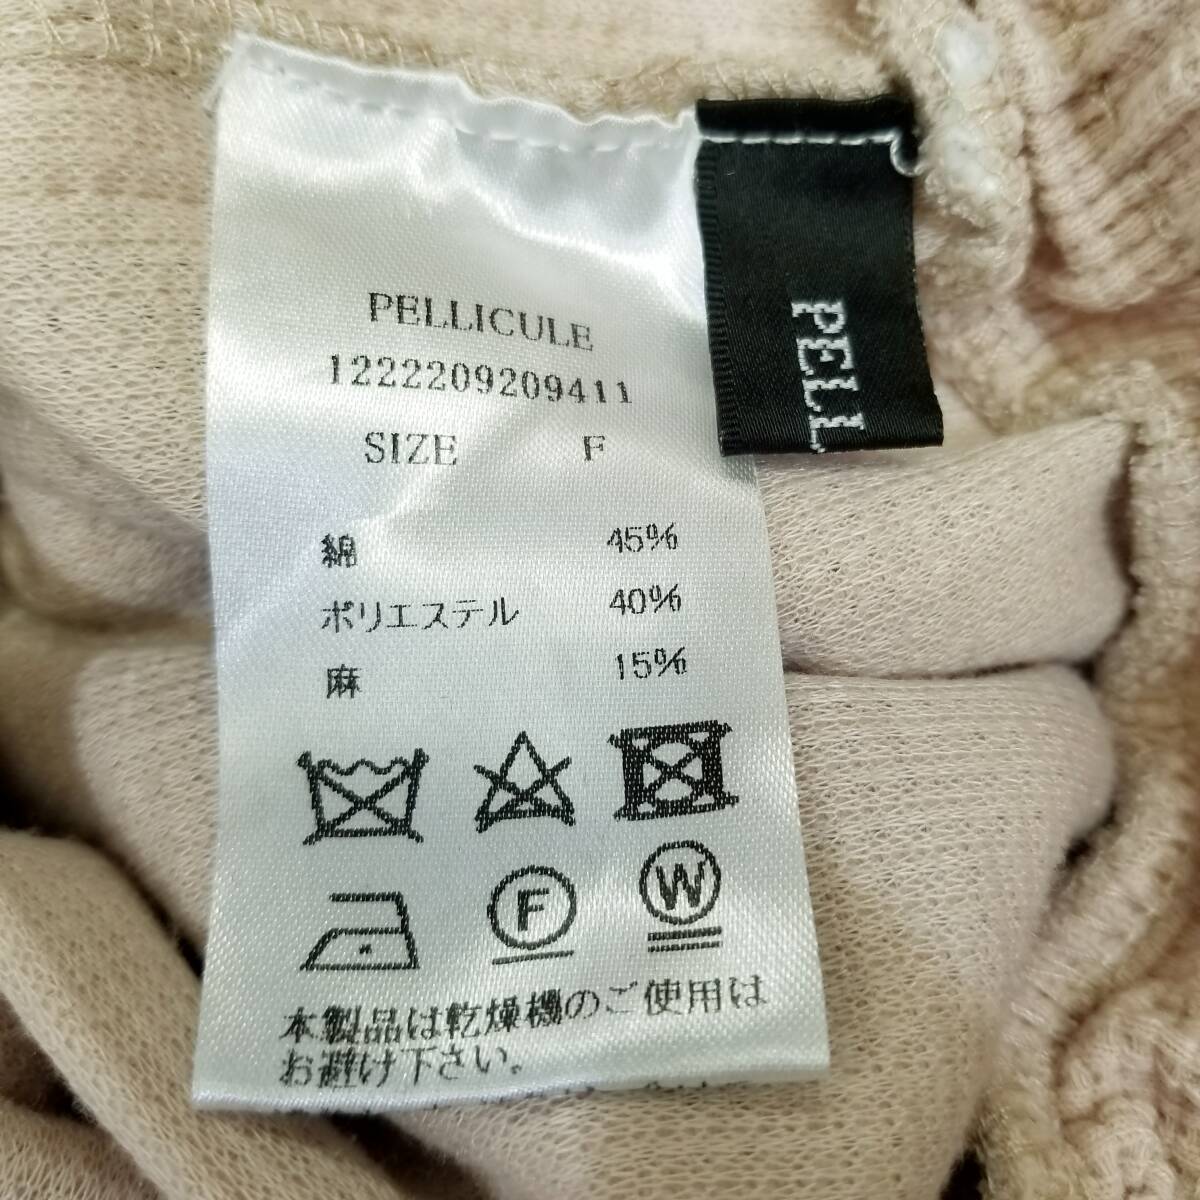 PELLICULE
1222209209411
SIZE F
綿 45%
ポリエステル 40%
麻 15%
F
W
本製品は乾燥機のご使用は
お避け下さい。
PELL